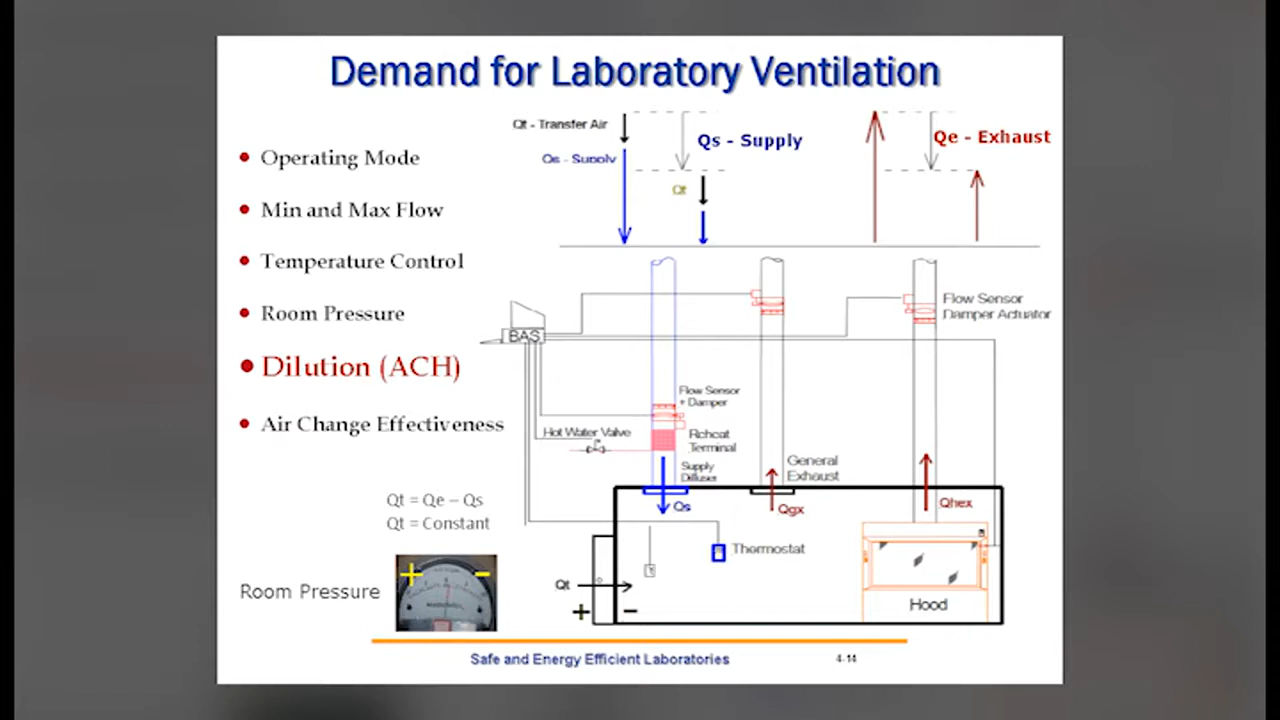 Demand for Laboratory Ventilation
Qt - Transfer Air
Qs - Supply
Qs - Supply
Qt
Qe - Exhaust
• Operating Mode
• Min and Max Flow
• Temperature Control
• Room Pressure
• Dilution (ACH)
• Air Change Effectiveness
Flow Sensor
Damper Actuator
BAS
Flow Sensor
+ Damper
Hot Water Valve
Reheat
Terminal
Supply
Diffuser
General
Exhaust
Qs
Qgx
Qhex
Qt = Qe – Qs
Qt = Constant
Thermostat
Qt
+
–
Hood
Room Pressure
+
–
Safe and Energy Efficient Laboratories
4-14